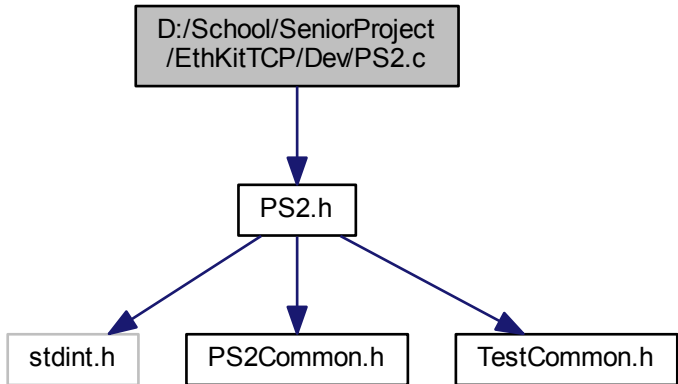 D:/School/SeniorProject
/EthKitTCP/Dev/PS2.c
PS2.h
stdint.h
PS2Common.h
TestCommon.h